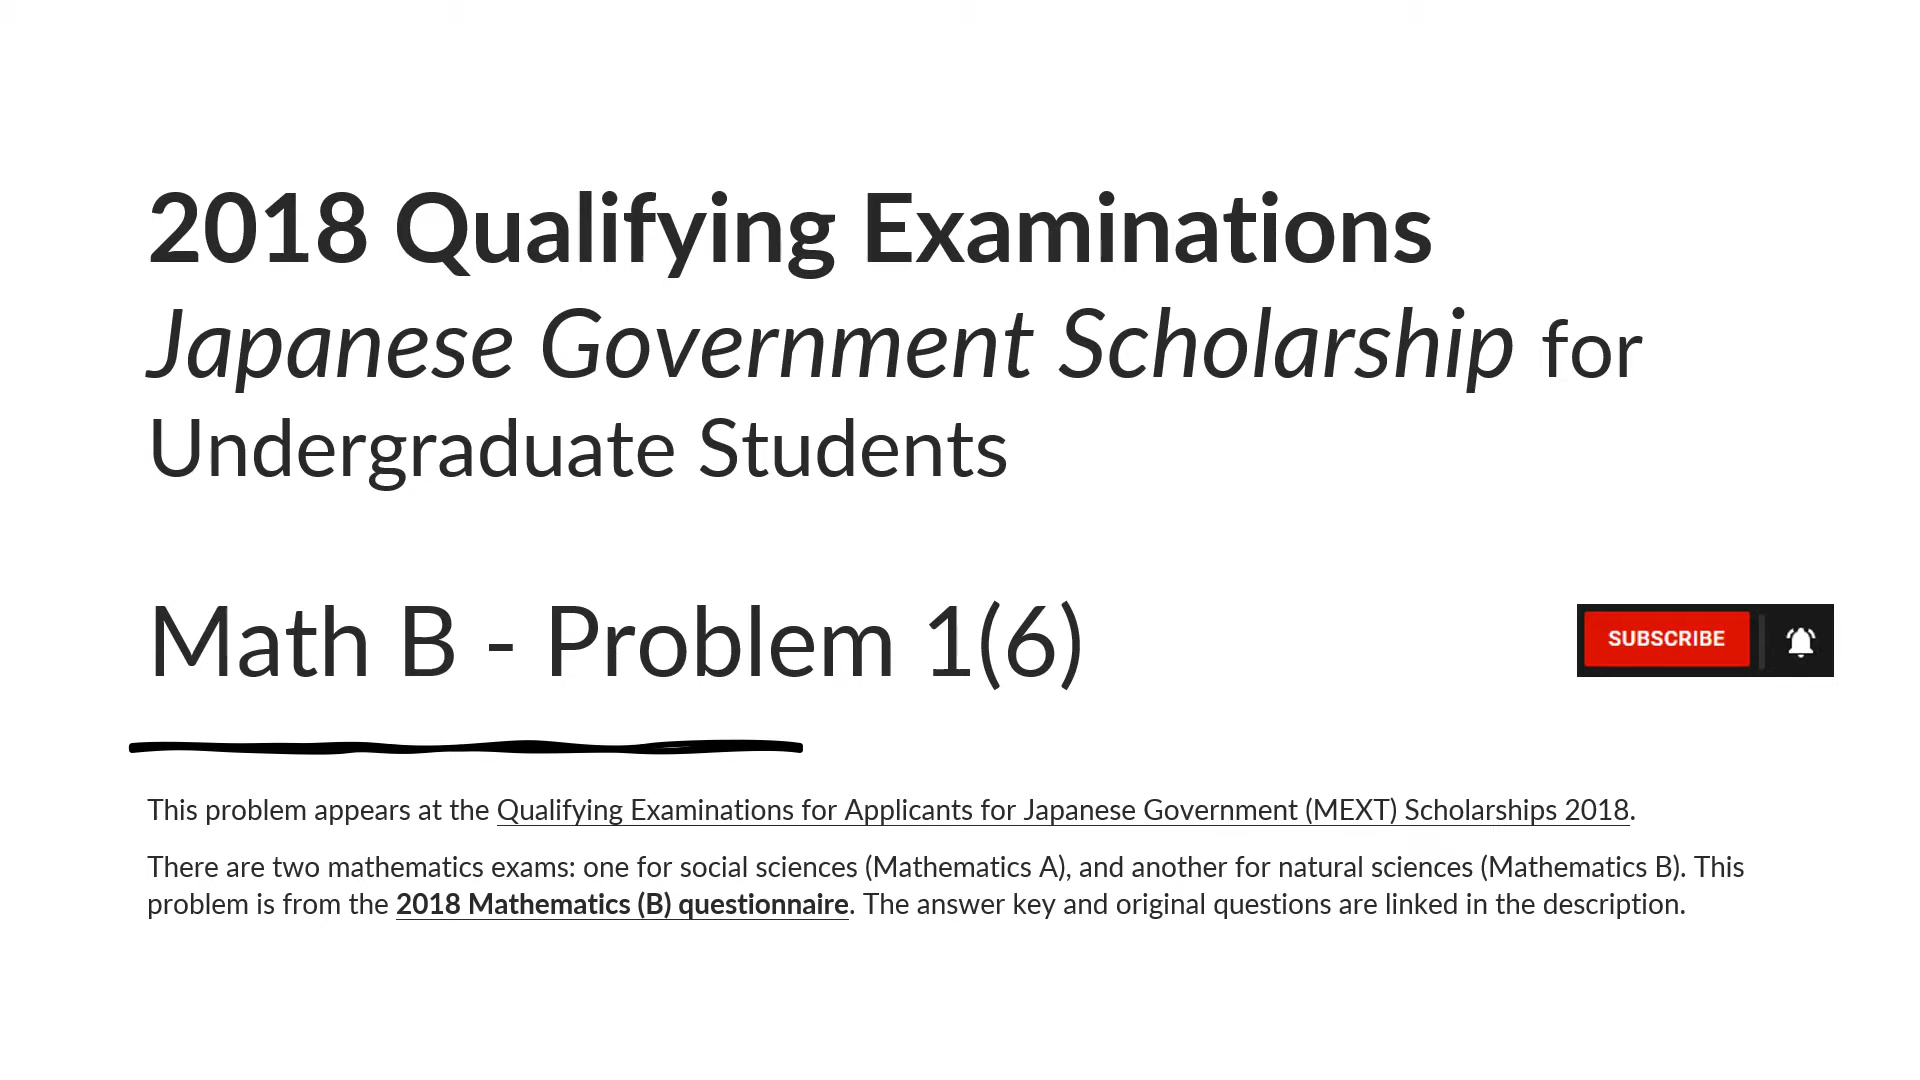 2018 Qualifying Examinations
Japanese Government Scholarship for
Undergraduate Students
Math B - Problem 1(6)
SUBSCRIBE
This problem appears at the Qualifying Examinations for Applicants for Japanese Government (MEXT) Scholarships 2018.
There are two mathematics exams: one for social sciences (Mathematics A), and another for natural sciences (Mathematics B). This
problem is from the 2018 Mathematics (B) questionnaire. The answer key and original questions are linked in the description.